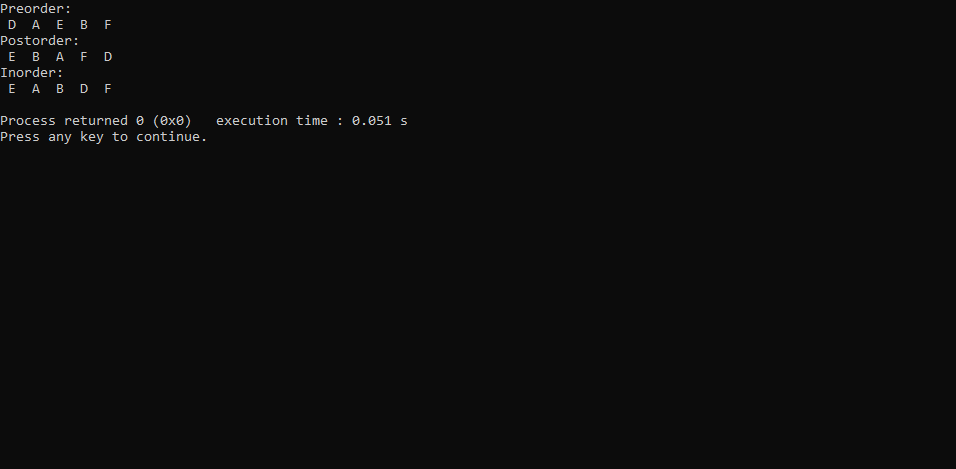 Preorder:
 D  A  E  B  F
Postorder:
 E  B  A  F  D
Inorder:
 E  A  B  D  F

Process returned 0 (0x0)   execution time : 0.051 s
Press any key to continue.